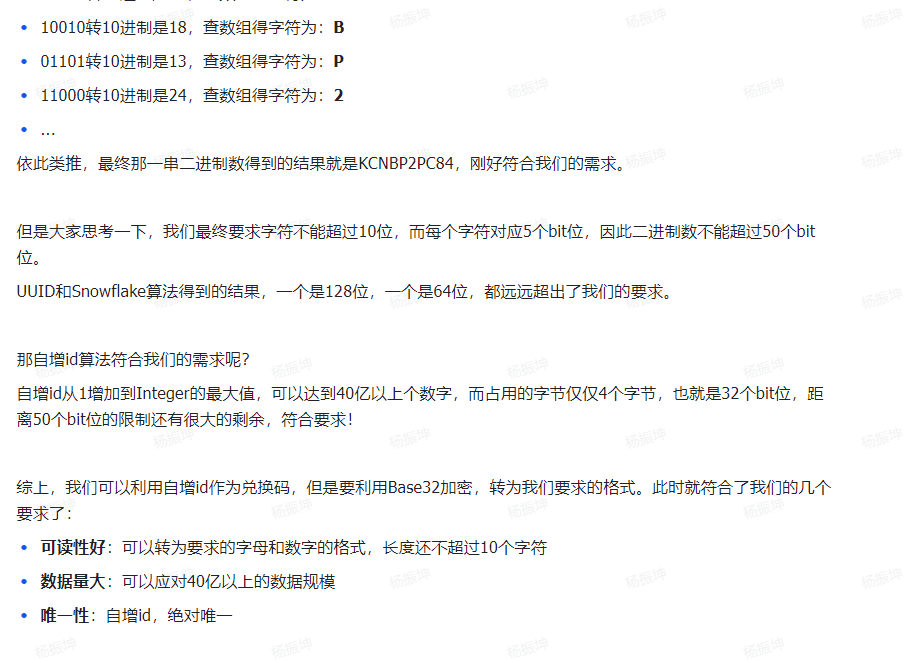 10010转10进制是18，查数组得字符为：B
01101转10进制是13，查数组得字符为：P
11000转10进制是24，查数组得字符为：2
...
依此类推，最终那一串二进制数得到的结果就是KCNBP2PC84，刚好符合我们的需求。
但是大家思考一下，我们最终要求字符不能超过10位，而每个字符对应5个bit位，因此二进制数不能超过50个bit
位。
UUID和Snowflake算法得到的结果，一个是128位，一个是64位，都远远超出了我们的要求。
那自增id算法符合我们的需求呢？
自增id从1增加到Integer的最大值，可以达到40亿以上个数字，而占用的字节仅仅4个字节，也就是32个bit位，距
离50个bit位的限制还有很大的剩余，符合要求！
综上，我们可以利用自增id作为兑换码，但是要利用Base32加密，转为我们要求的格式。此时就符合了我们的几个
要求了：
可读性好：可以转为要求的字母和数字的格式，长度还不超过10个字符
数据量大：可以应对40亿以上的数据规模
唯一性：自增id，绝对唯一
杨振坤